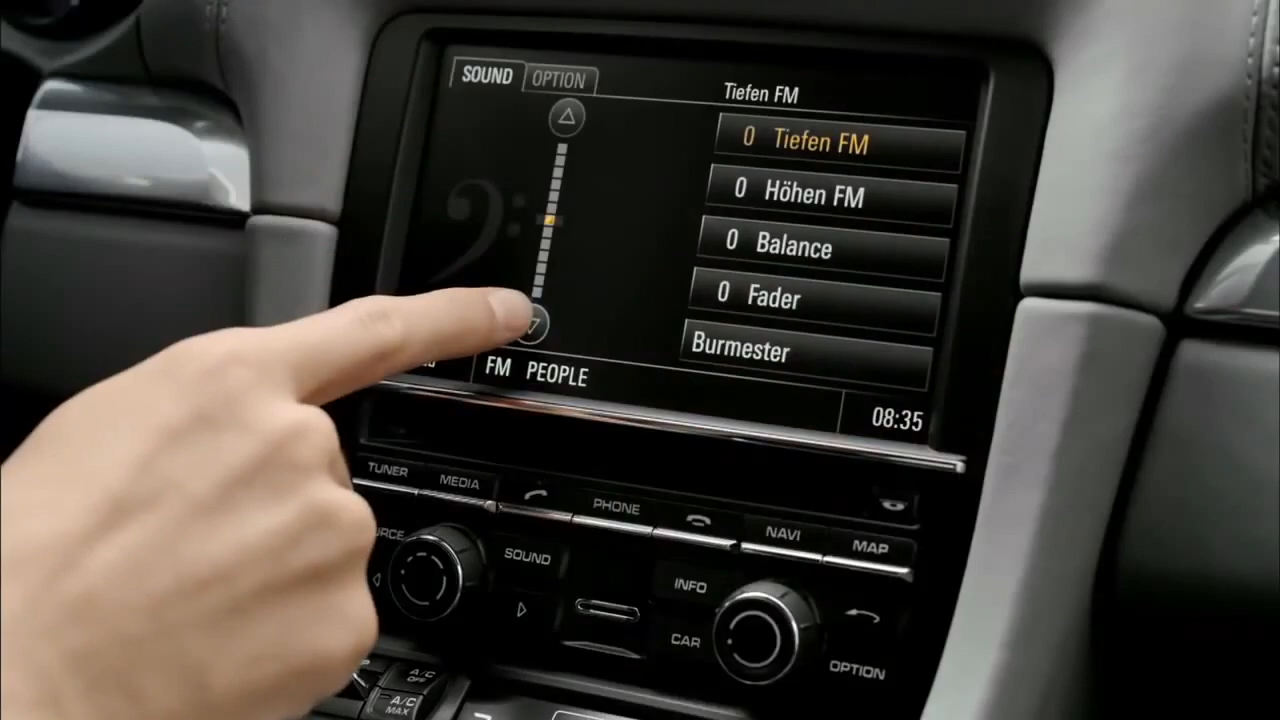 SOUND OPTION
Tiefen FM
0 Tiefen FM
0 Höhen FM
0 Balance
0 Fader
Burmester
FM PEOPLE
08:35
TUNER MEDIA PHONE NAVI MAP
SOUND INFO
CAR
OPTION
A/C OFF
A/C MAX